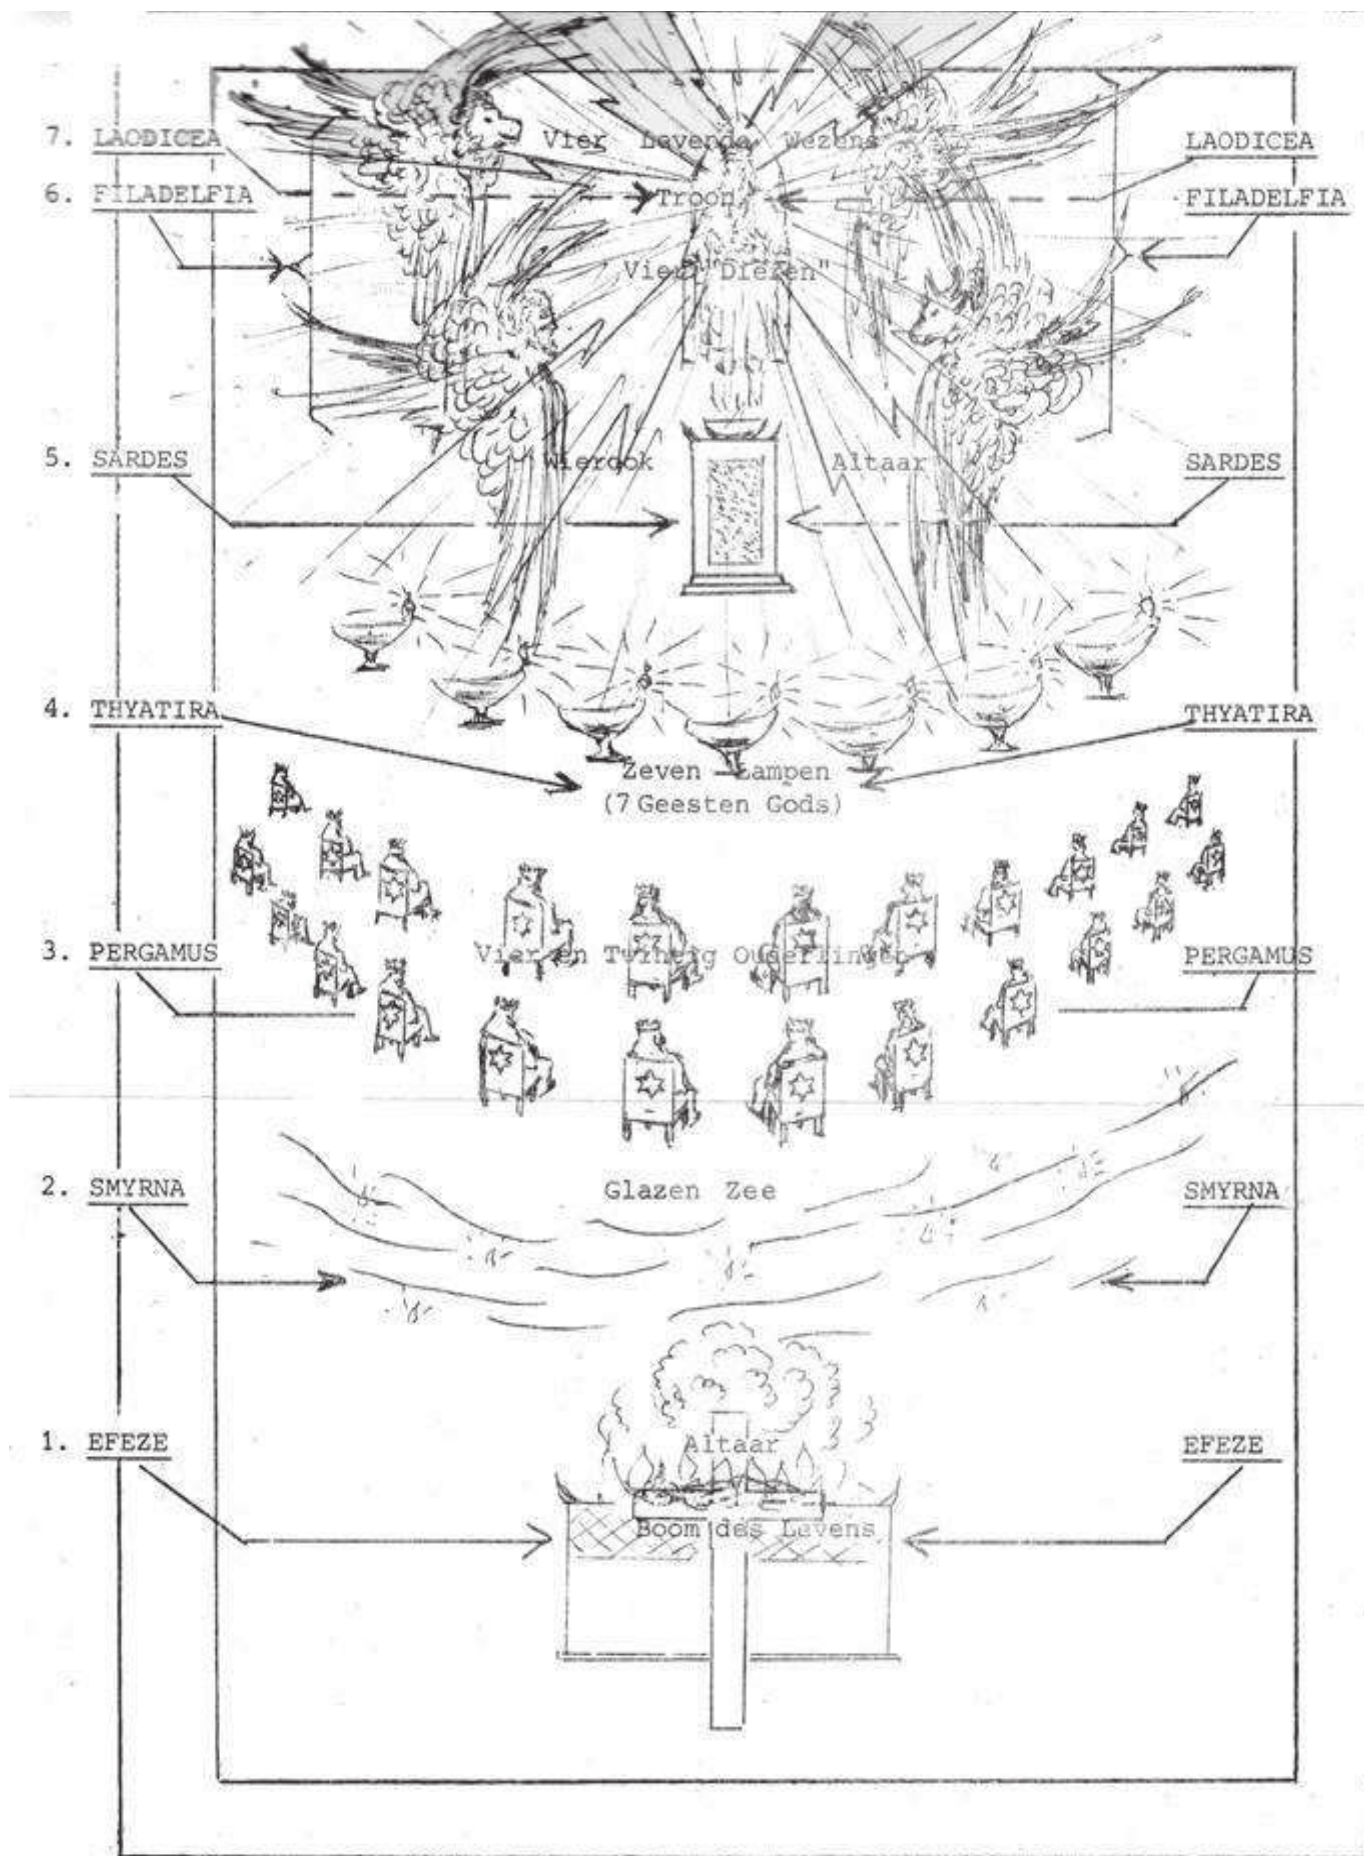 7. LAODICEA Vier Levende Wezens LAODICEA
6. FILADELFIA Troon FILADELFIA
Vier "Dieren"
5. SARDES Wierook Altaar SARDES
4. THYATIRA THYATIRA
Zeven Lampen
(7 Geesten Gods)
3. PERGAMUS Vier en Twintig Ouderlingen PERGAMUS
2. SMYRNA Glazen Zee SMYRNA
1. EFEZE Altaar EFEZE
Boom des Levens